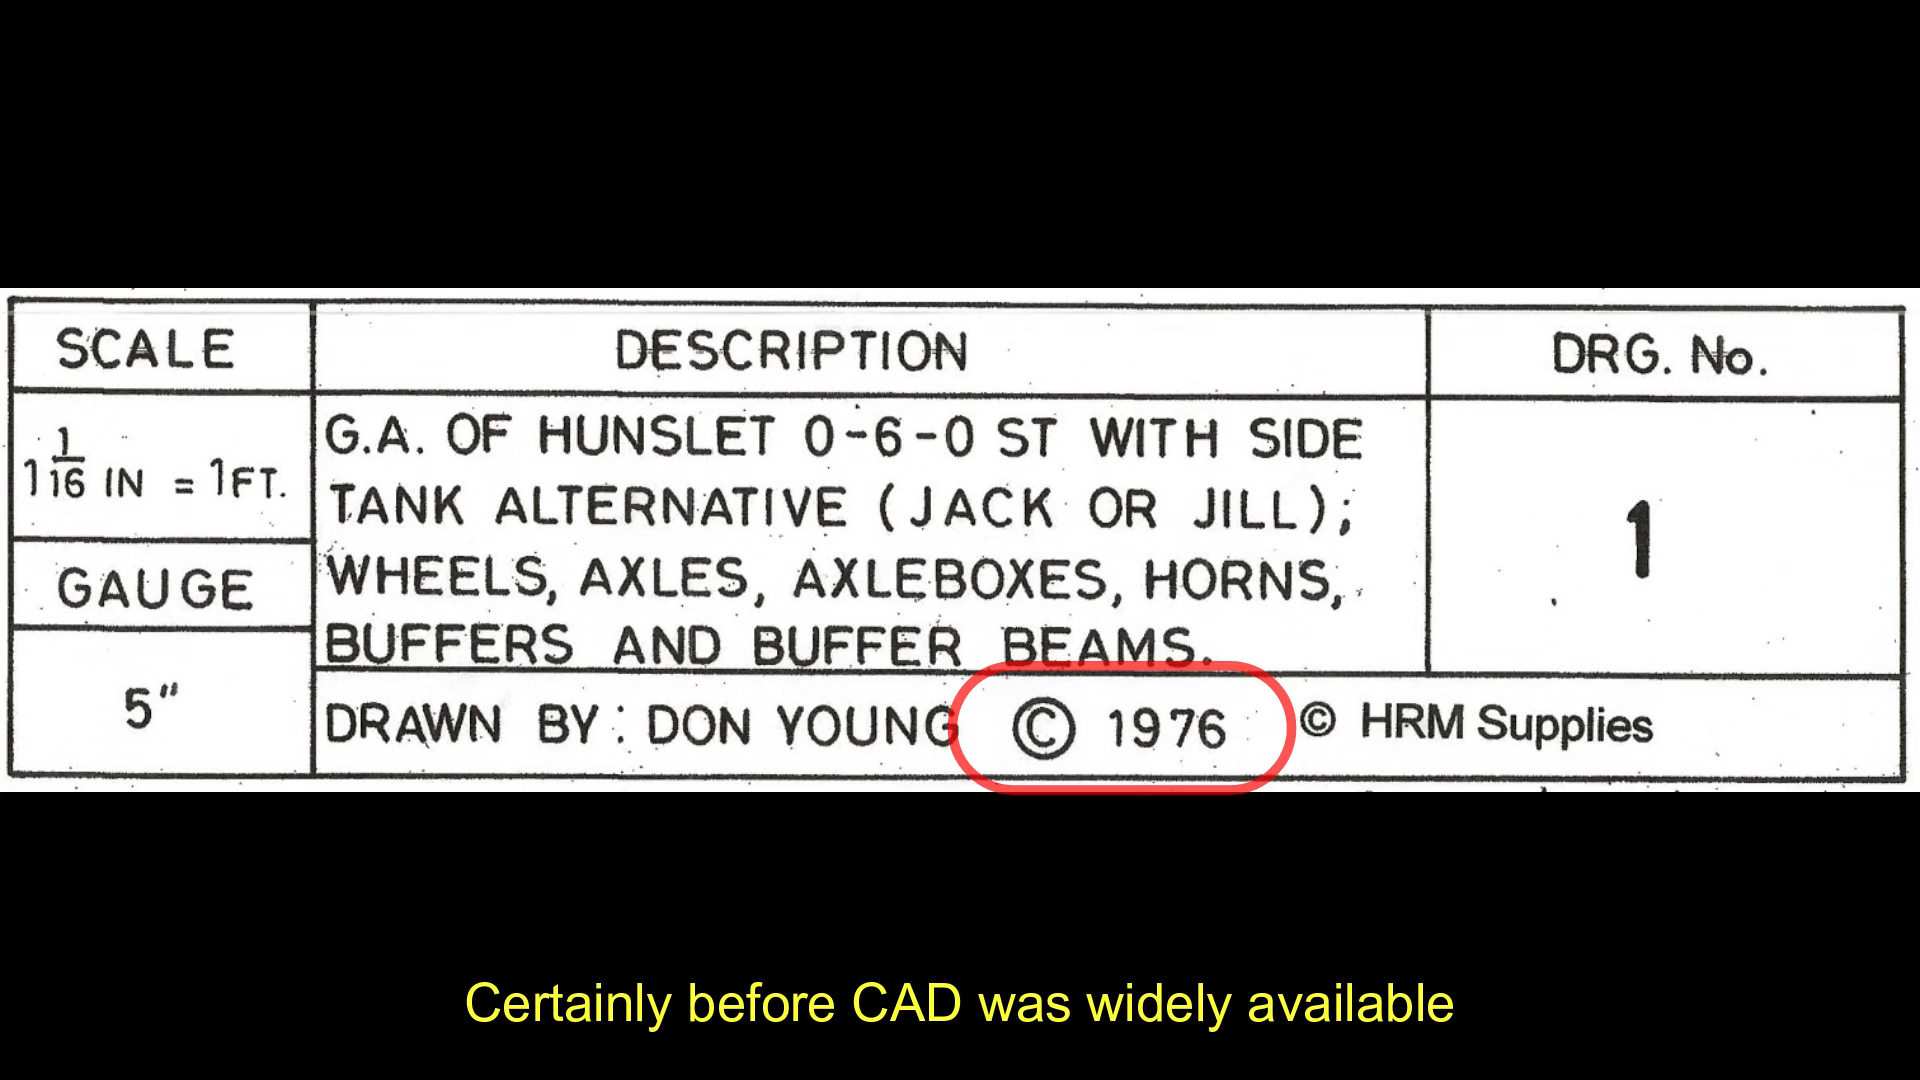 SCALE
DESCRIPTION
DRG. No.
1 1/16 IN = 1FT.
G.A. OF HUNSLET 0-6-0 ST WITH SIDE
TANK ALTERNATIVE (JACK OR JILL);
WHEELS, AXLES, AXLEBOXES, HORNS,
BUFFERS AND BUFFER BEAMS.
1
GAUGE
5"
DRAWN BY: DON YOUNG © 1976 © HRM Supplies
Certainly before CAD was widely available